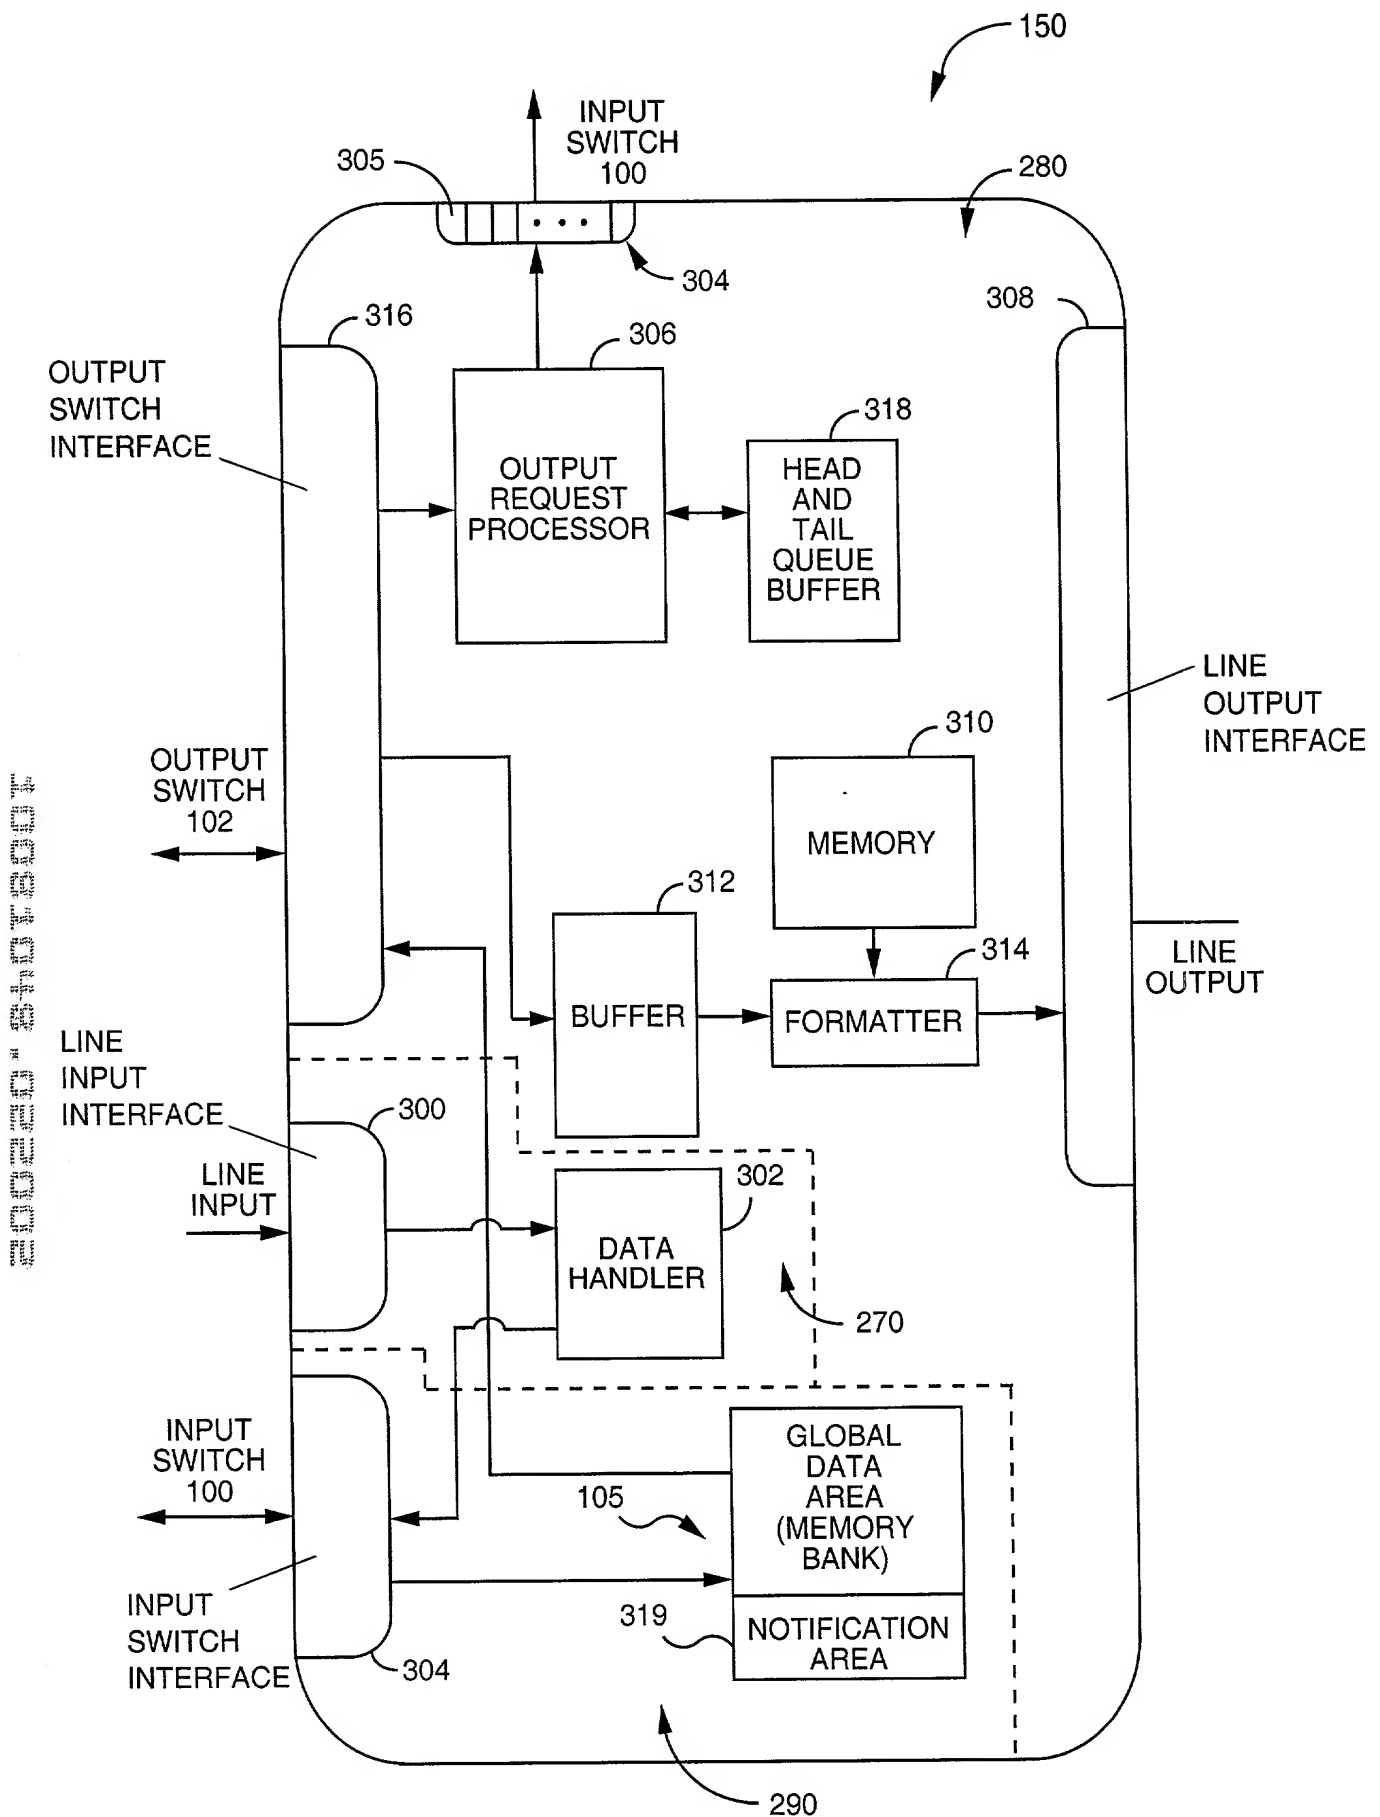 150
INPUT
SWITCH
100
305
280
304
308
316
306
OUTPUT
SWITCH
INTERFACE
318
OUTPUT
REQUEST
PROCESSOR
HEAD
AND
TAIL
QUEUE
BUFFER
LINE
OUTPUT
INTERFACE
310
OUTPUT
SWITCH
102
MEMORY
312
314
LINE
OUTPUT
BUFFER
FORMATTER
LINE
INPUT
INTERFACE
300
LINE
INPUT
302
DATA
HANDLER
270
INPUT
SWITCH
100
GLOBAL
DATA
AREA
(MEMORY
BANK)
105
319
NOTIFICATION
AREA
INPUT
SWITCH
INTERFACE
304
290
10081048.022002